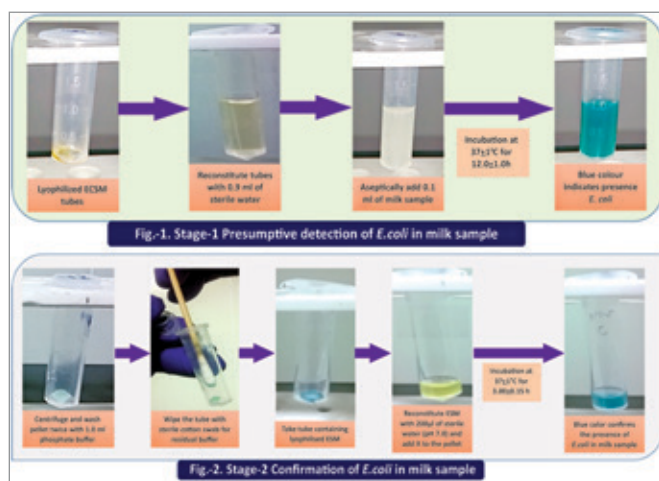 Lyophilized ECSM
tubes
Reconstitute tubes
with 0.9 ml of
sterile water
Aseptically add 0.1
ml of milk sample
Incubation at
37±1°C for
12.0±1.0h
Blue colour
indicates presence
E. coli
Fig.-1. Stage-1 Presumptive detection of E.coli in milk sample
Centrifuge and wash
pellet twice with 1.0 ml
phosphate buffer
Wipe the tube with
sterile cotton swab for
residual buffer
Take tube containing
lyophilized ESM
Reconstitute ESM
with 200µl of sterile
water (pH 7.0) and
add it to the pellet
Incubation at
37±1°C for
Blue color confirms
the presence of
E.coli in milk sample
Fig.-2. Stage-2 Confirmation of E.coli in milk sample